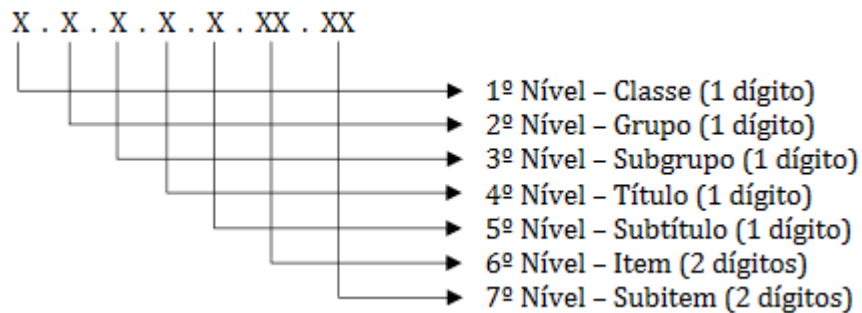 X . X . X . X . X . XX . XX
1º Nível – Classe (1 dígito)
2º Nível – Grupo (1 dígito)
3º Nível – Subgrupo (1 dígito)
4º Nível – Título (1 dígito)
5º Nível – Subtítulo (1 dígito)
6º Nível – Item (2 dígitos)
7º Nível – Subitem (2 dígitos)